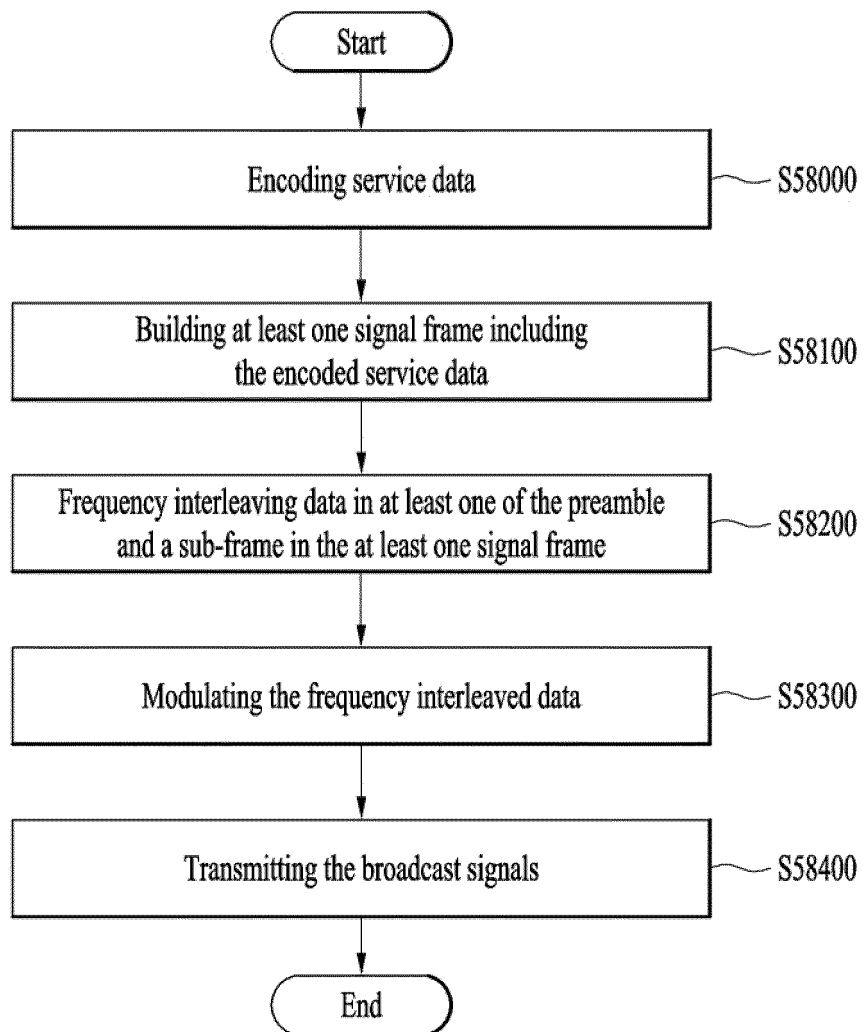 Start
Encoding service data
S58000
Building at least one signal frame including
the encoded service data
S58100
Frequency interleaving data in at least one of the preamble
and a sub-frame in the at least one signal frame
S58200
Modulating the frequency interleaved data
S58300
Transmitting the broadcast signals
S58400
End